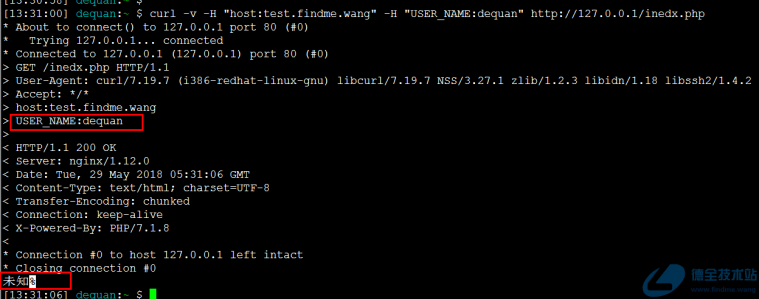 [13:31:00] dequan:~ $ curl -v -H "host:test.findme.wang" -H "USER_NAME:dequan" http://127.0.0.1/inedx.php
* About to connect() to 127.0.0.1 port 80 (#0)
*   Trying 127.0.0.1... connected
* Connected to 127.0.0.1 (127.0.0.1) port 80 (#0)
> GET /inedx.php HTTP/1.1
> User-Agent: curl/7.19.7 (i386-redhat-linux-gnu) libcurl/7.19.7 NSS/3.27.1 zlib/1.2.3 libidn/1.18 libssh2/1.4.2
> Accept: */*
> host:test.findme.wang
> USER_NAME:dequan
>
< HTTP/1.1 200 OK
< Server: nginx/1.12.0
< Date: Tue, 29 May 2018 05:31:06 GMT
< Content-Type: text/html; charset=UTF-8
< Transfer-Encoding: chunked
< Connection: keep-alive
< X-Powered-By: PHP/7.1.8
<
* Connection #0 to host 127.0.0.1 left intact
* Closing connection #0
未知%
[13:31:06] dequan:~ $
德全技术站
www.findme.wang